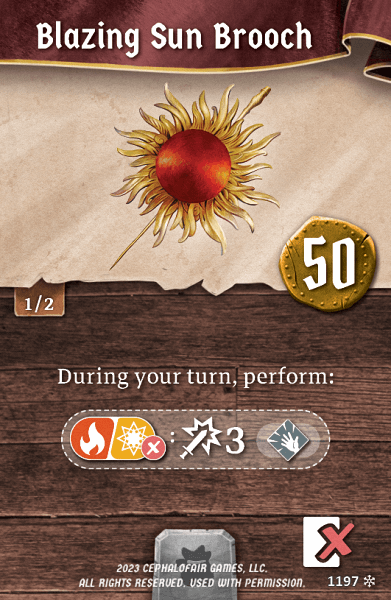 Blazing Sun Brooch
50
1/2
During your turn, perform:
: 3
2023 CEPHALOFAIR GAMES, LLC.
ALL RIGHTS RESERVED. USED WITH PERMISSION.
1197